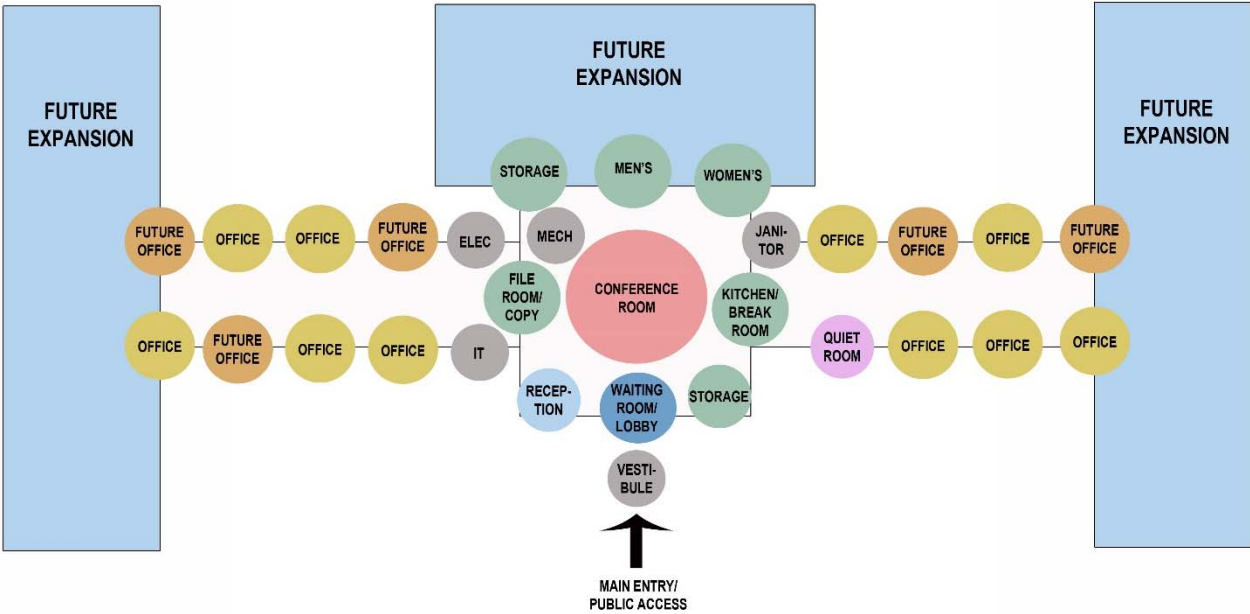 FUTURE
EXPANSION
FUTURE
EXPANSION
FUTURE
EXPANSION
STORAGE
MEN'S
WOMEN'S
FUTURE
OFFICE
OFFICE
OFFICE
FUTURE
OFFICE
ELEC
MECH
JANI-
TOR
OFFICE
FUTURE
OFFICE
OFFICE
FUTURE
OFFICE
FILE
ROOM/
COPY
CONFERENCE
ROOM
KITCHEN/
BREAK
ROOM
OFFICE
FUTURE
OFFICE
OFFICE
OFFICE
IT
QUIET
ROOM
OFFICE
OFFICE
OFFICE
RECEP-
TION
WAITING
ROOM/
LOBBY
STORAGE
VESTI-
BULE
MAIN ENTRY/
PUBLIC ACCESS